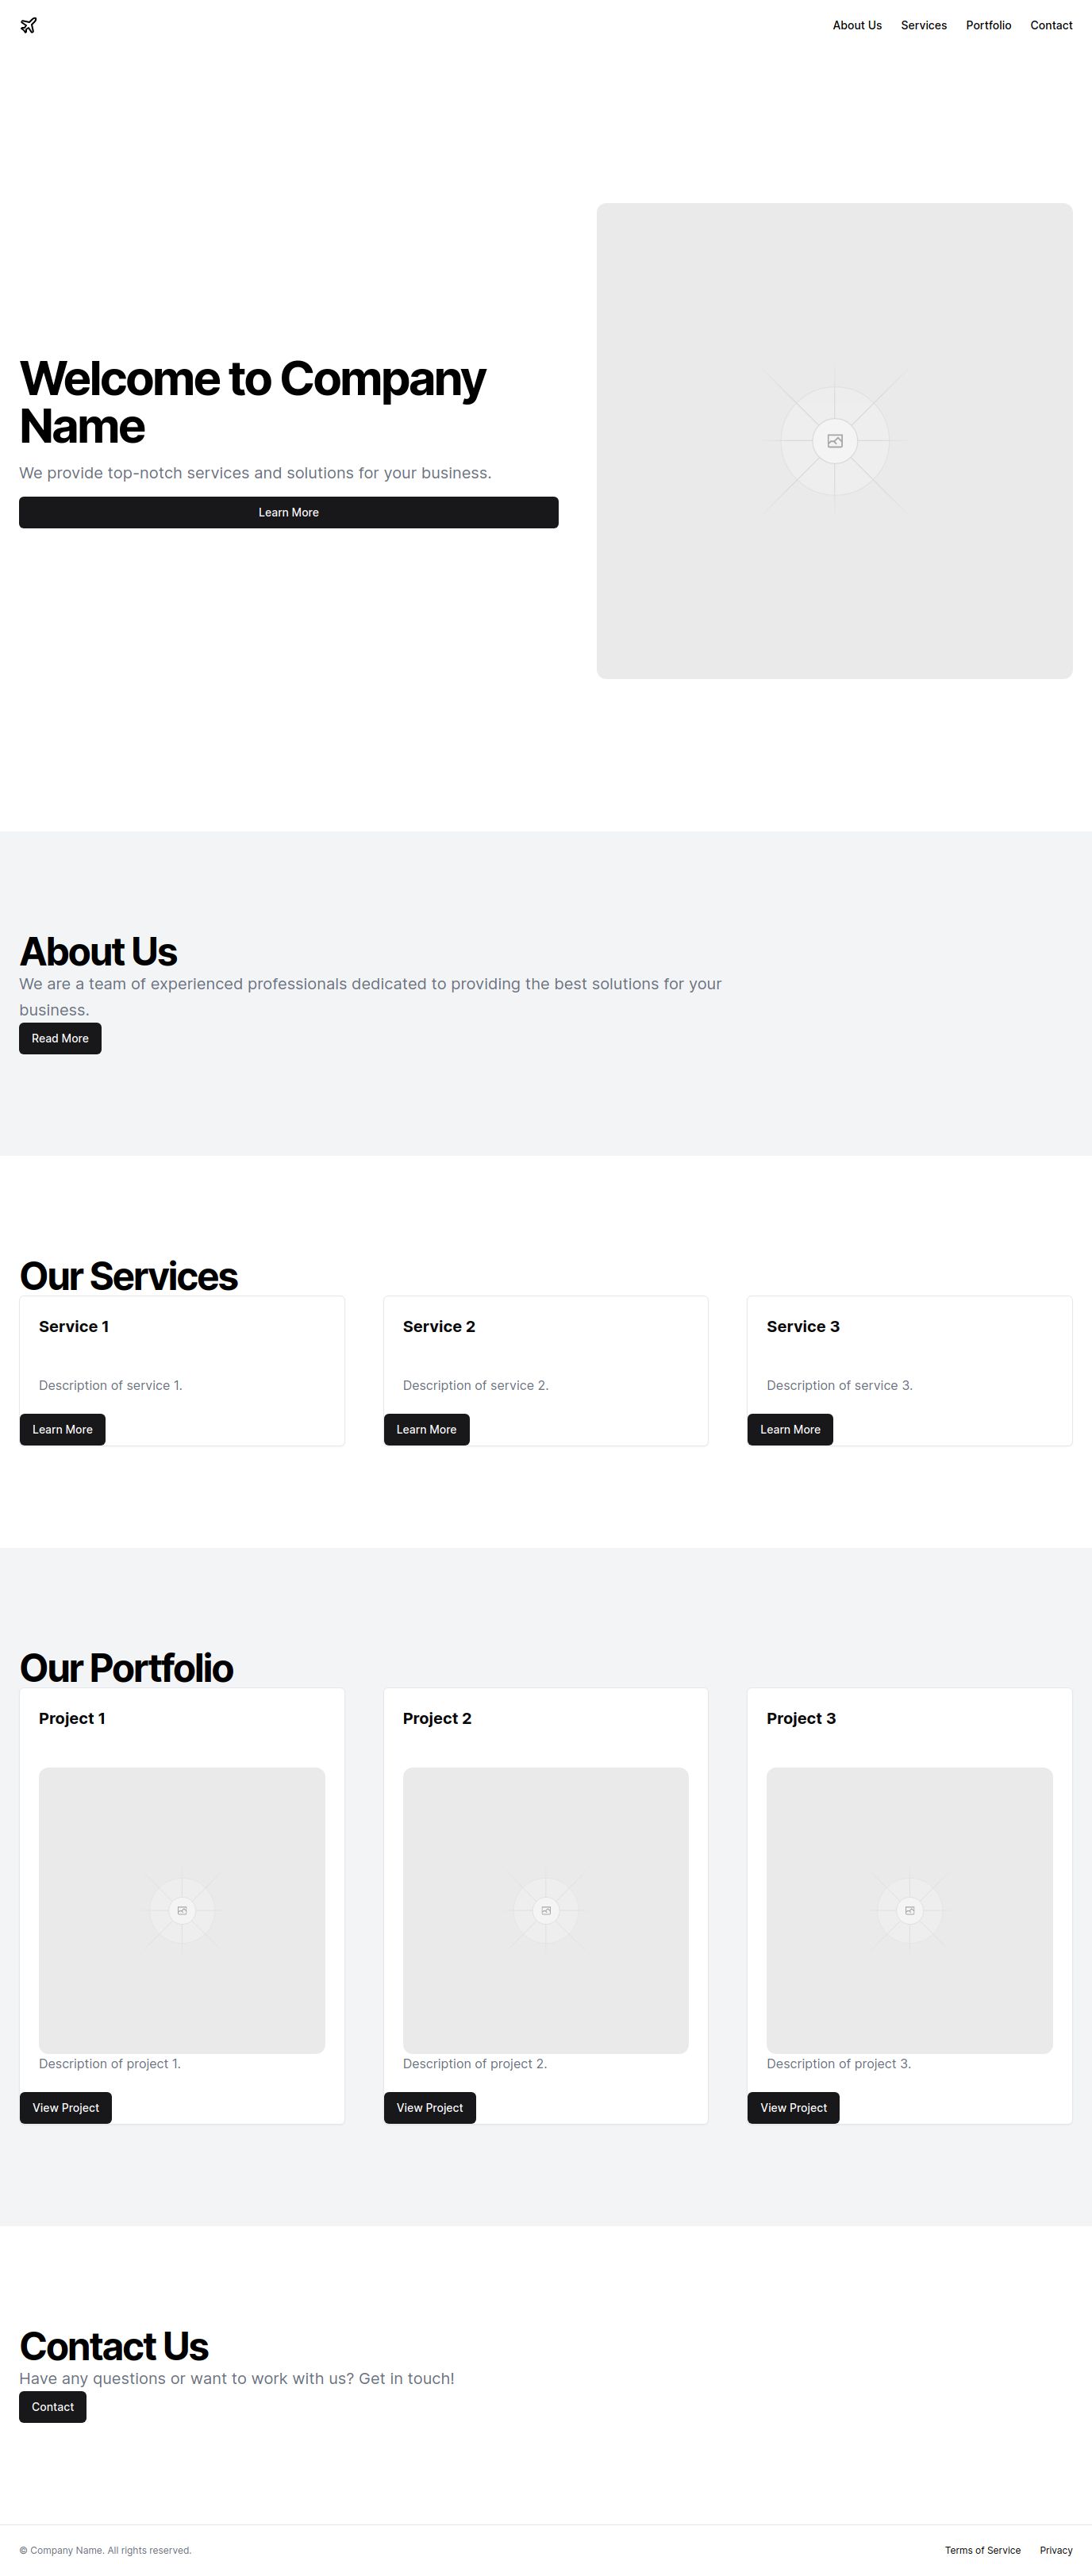 About Us Services Portfolio Contact
Welcome to Company
Name
We provide top-notch services and solutions for your business.
Learn More
About Us
We are a team of experienced professionals dedicated to providing the best solutions for your
business.
Read More
Our Services
Service 1
Description of service 1.
Learn More
Service 2
Description of service 2.
Learn More
Service 3
Description of service 3.
Learn More
Our Portfolio
Project 1
Description of project 1.
View Project
Project 2
Description of project 2.
View Project
Project 3
Description of project 3.
View Project
Contact Us
Have any questions or want to work with us? Get in touch!
Contact
© Company Name. All rights reserved.
Terms of Service Privacy